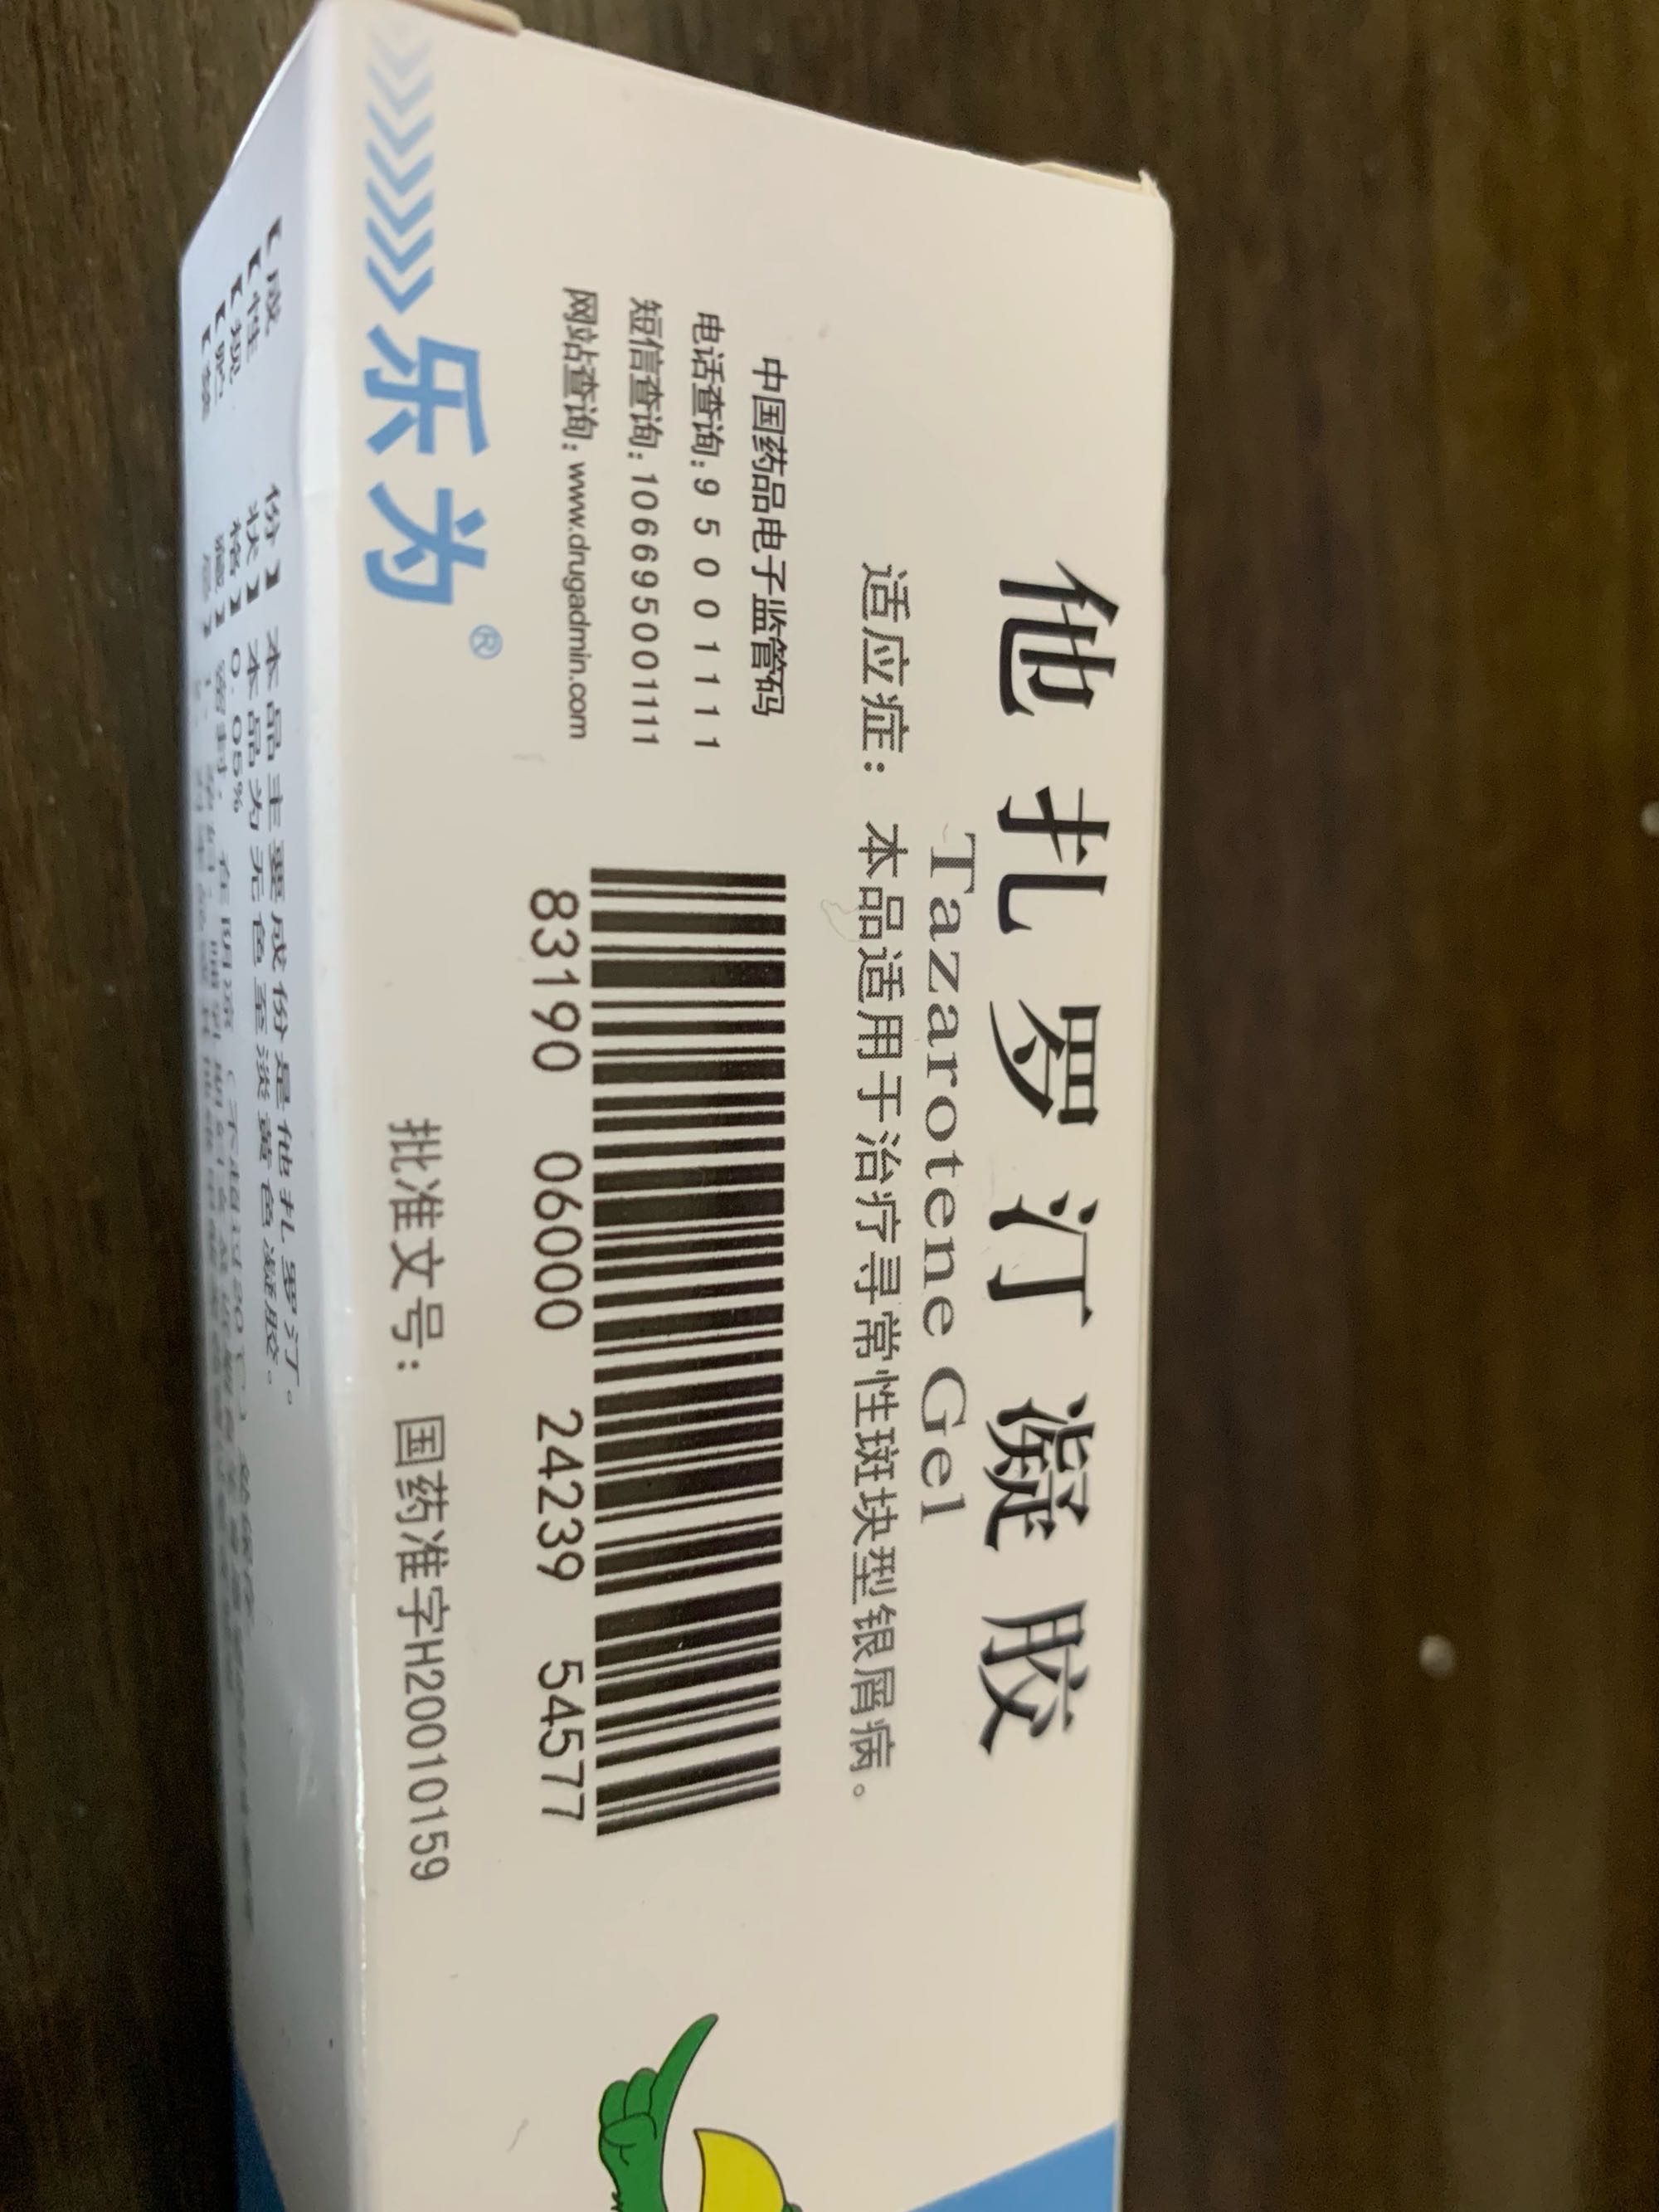 他扎罗汀凝胶
Tazarotene Gel
适应症：本品适用于治疗寻常性斑块型银屑病。
中国药品电子监管码
电话查询:95001111
短信查询:106695001111
网站查询:www.drugadmin.com
83190 06000 24239 54577
乐为®
批准文号：国药准字H20010159
【成 份】本品主要成份是他扎罗汀。
【性 状】本品为无色至淡黄色凝胶。
【规 格】0.05%